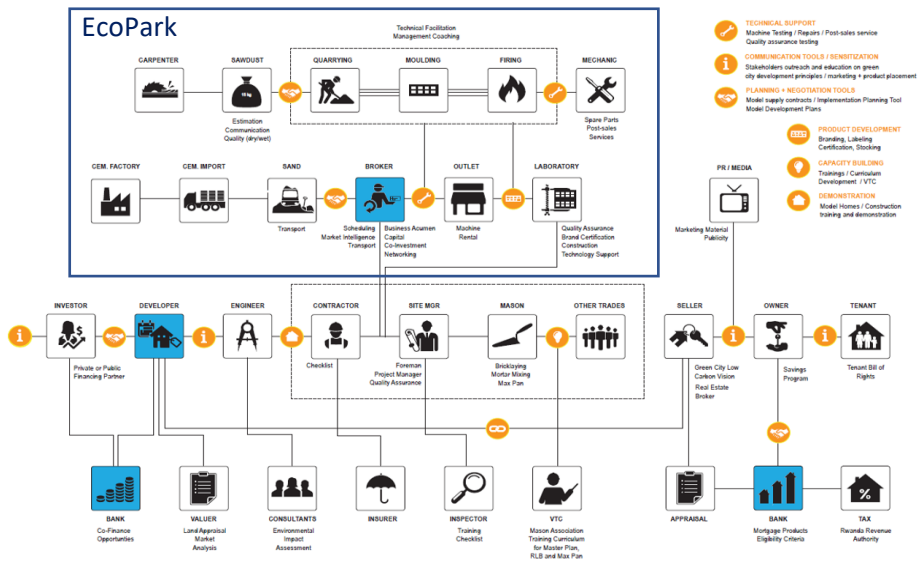 EcoPark
Technical Facilitation
Management Coaching
CARPENTER
SAWDUST
QUARRYING
MOULDING
FIRING
MECHANIC
10 kg
Estimation
Communication
Quality (dry/wet)
Spare Parts
Post-sales
Services
TECHNICAL SUPPORT
Machine Testing / Repairs / Post-sales service
Quality assurance testing
COMMUNICATION TOOLS / SENSITIZATION
Stakeholders outreach and education on green
city development principles / marketing + product placement
PLANNING + NEGOTIATION TOOLS
Model supply contracts / Implementation Planning Tool
Model Development Plans
PRODUCT DEVELOPMENT
Branding, Labeling
Certification, Stocking
CAPACITY BUILDING
Trainings / Curriculum
Development / VTC
DEMONSTRATION
Model Homes / Construction
training and demonstration
CEM. FACTORY
CEM. IMPORT
SAND
BROKER
OUTLET
LABORATORY
Transport
Scheduling
Market Intelligence
Transport
Business Acumen
Capital
Co-Investment
Networking
Machine
Rental
Quality Assurance
Brand Certification
Construction
Technology Support
PR / MEDIA
Marketing Material
Publicity
INVESTOR
DEVELOPER
ENGINEER
CONTRACTOR
SITE MGR
MASON
OTHER TRADES
SELLER
OWNER
TENANT
Private or Public
Financing Partner
Checklist
Foreman
Project Manager
Quality Assurance
Bricklaying
Mortar Mixing
Max Pan
Green City Low
Carbon Vision
Real Estate
Broker
Savings
Program
Tenant Bill of
Rights
BANK
Co-Finance
Opportunties
VALUER
Land Appraisal
Market
Analysis
CONSULTANTS
Environmental
Impact
Assessment
INSURER
INSPECTOR
Training
Checklist
VTC
Mason Assoiation
Training Curriculum
for Master Plan,
RLB and Max Pan
APPRAISAL
BANK
Mortgage Products
Eligibility Criteria
TAX
Rwanda Revenue
Authority